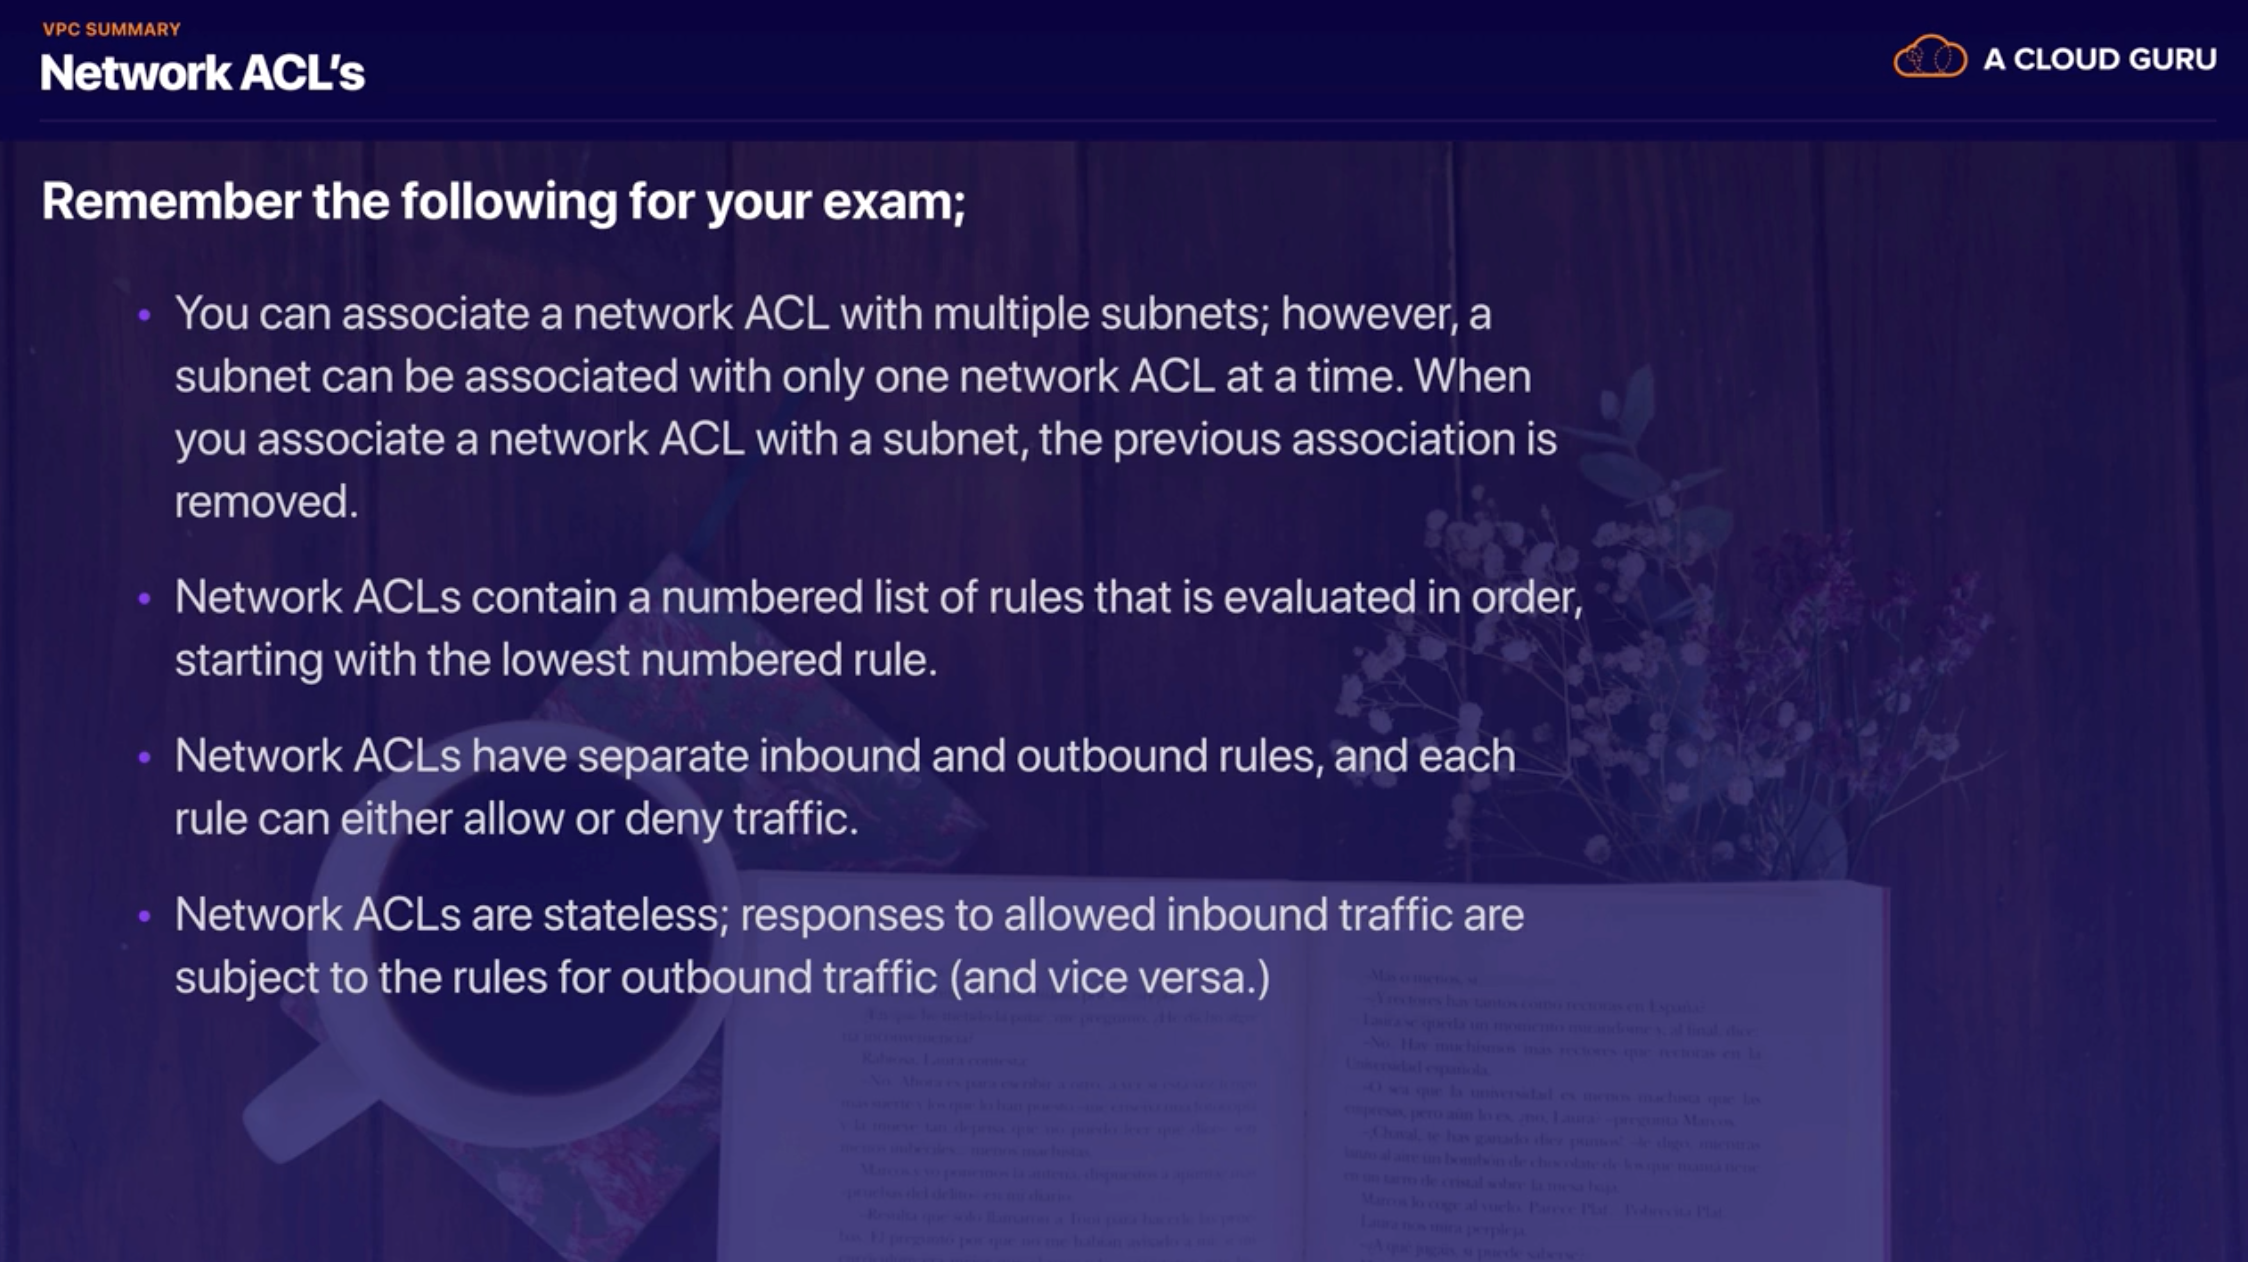 VPC SUMMARY
Network ACL's
A CLOUD GURU
Remember the following for your exam;
• You can associate a network ACL with multiple subnets; however, a
subnet can be associated with only one network ACL at a time. When
you associate a network ACL with a subnet, the previous association is
removed.
• Network ACLs contain a numbered list of rules that is evaluated in order,
starting with the lowest numbered rule.
• Network ACLs have separate inbound and outbound rules, and each
rule can either allow or deny traffic.
• Network ACLs are stateless; responses to allowed inbound traffic are
subject to the rules for outbound traffic (and vice versa.)